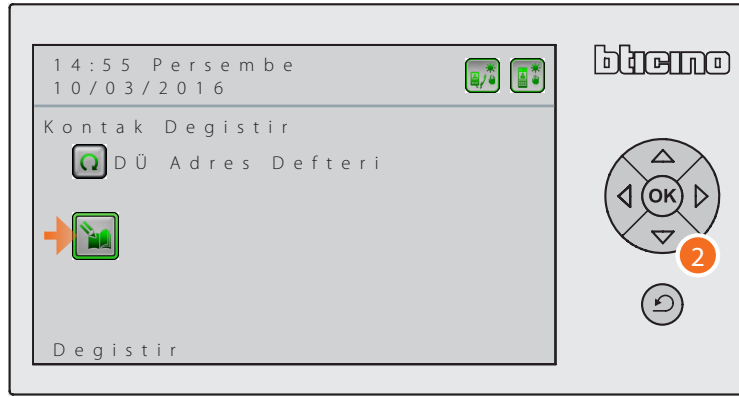 14:55 Persembe
10/03/2016
bticino
Kontak Degistir
DÜ Adres Defteri
OK
2
Degistir